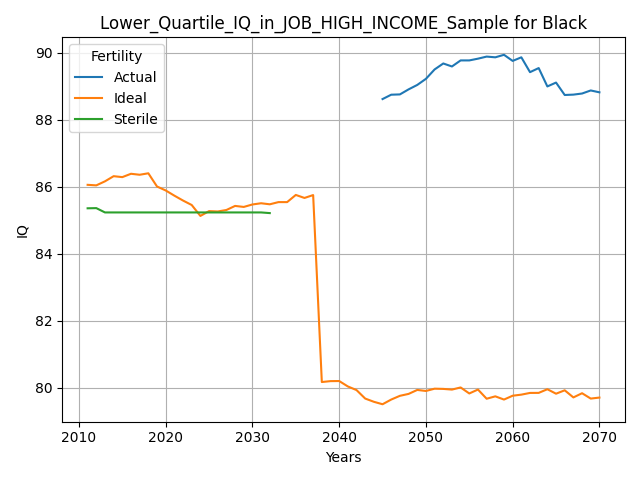 Lower_Quartile_IQ_in_JOB_HIGH_INCOME_Sample for Black
Fertility
Actual
Ideal
Sterile
IQ
90
88
86
84
82
80
2010 2020 2030 2040 2050 2060 2070
Years